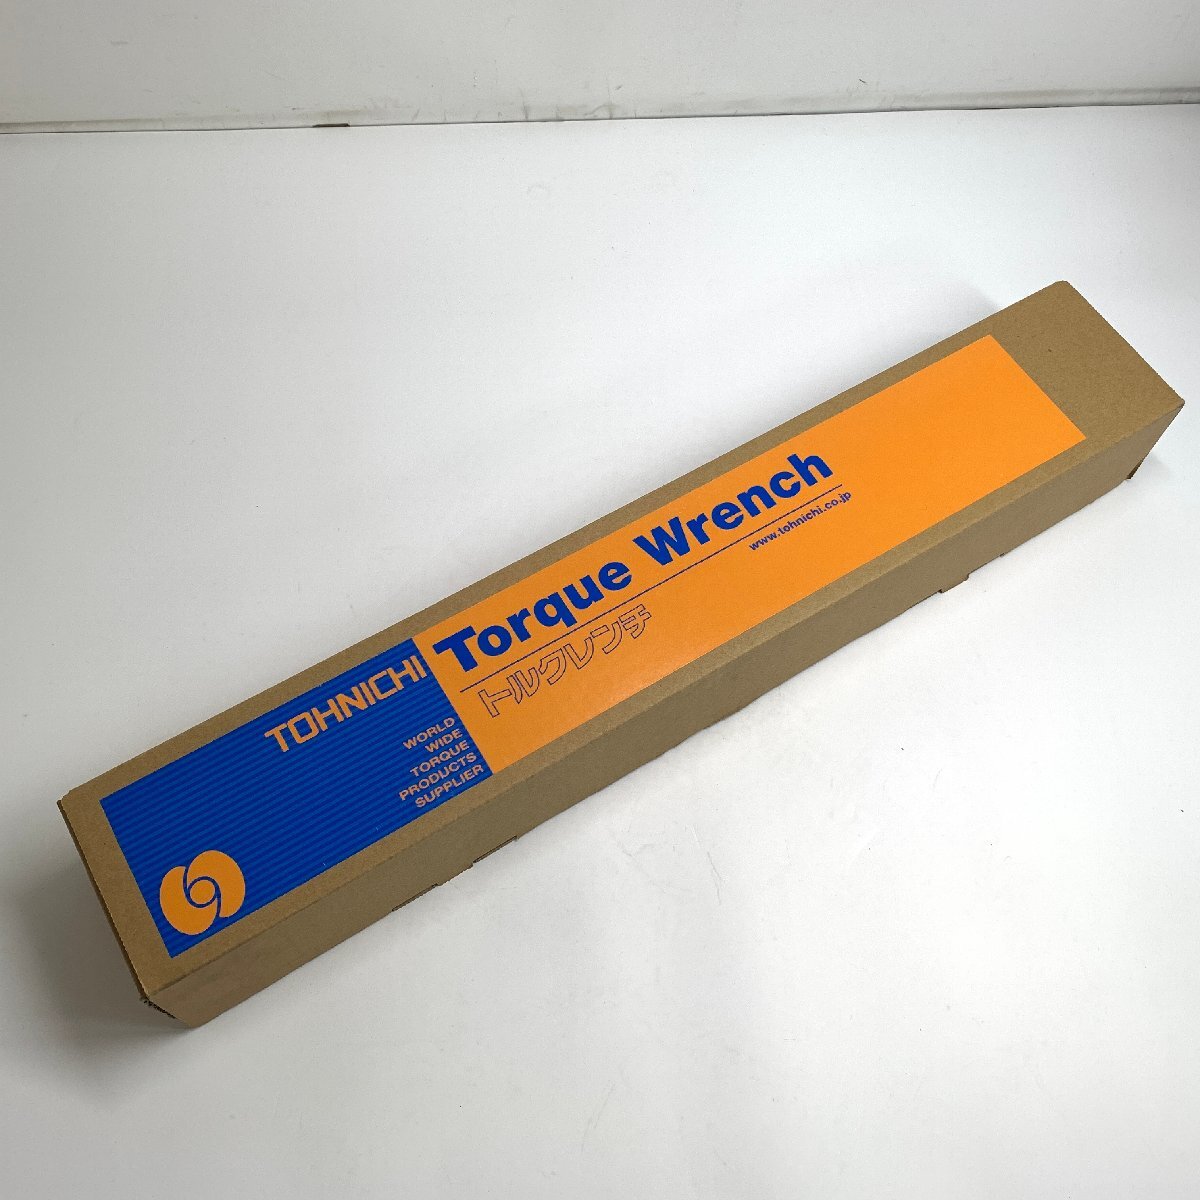 TOHNICHI
WORLD
WIDE
TORQUE
PRODUCTS
SUPPLIER
Torque Wrench
www.tohnichi.co.jp
トルクレンチ